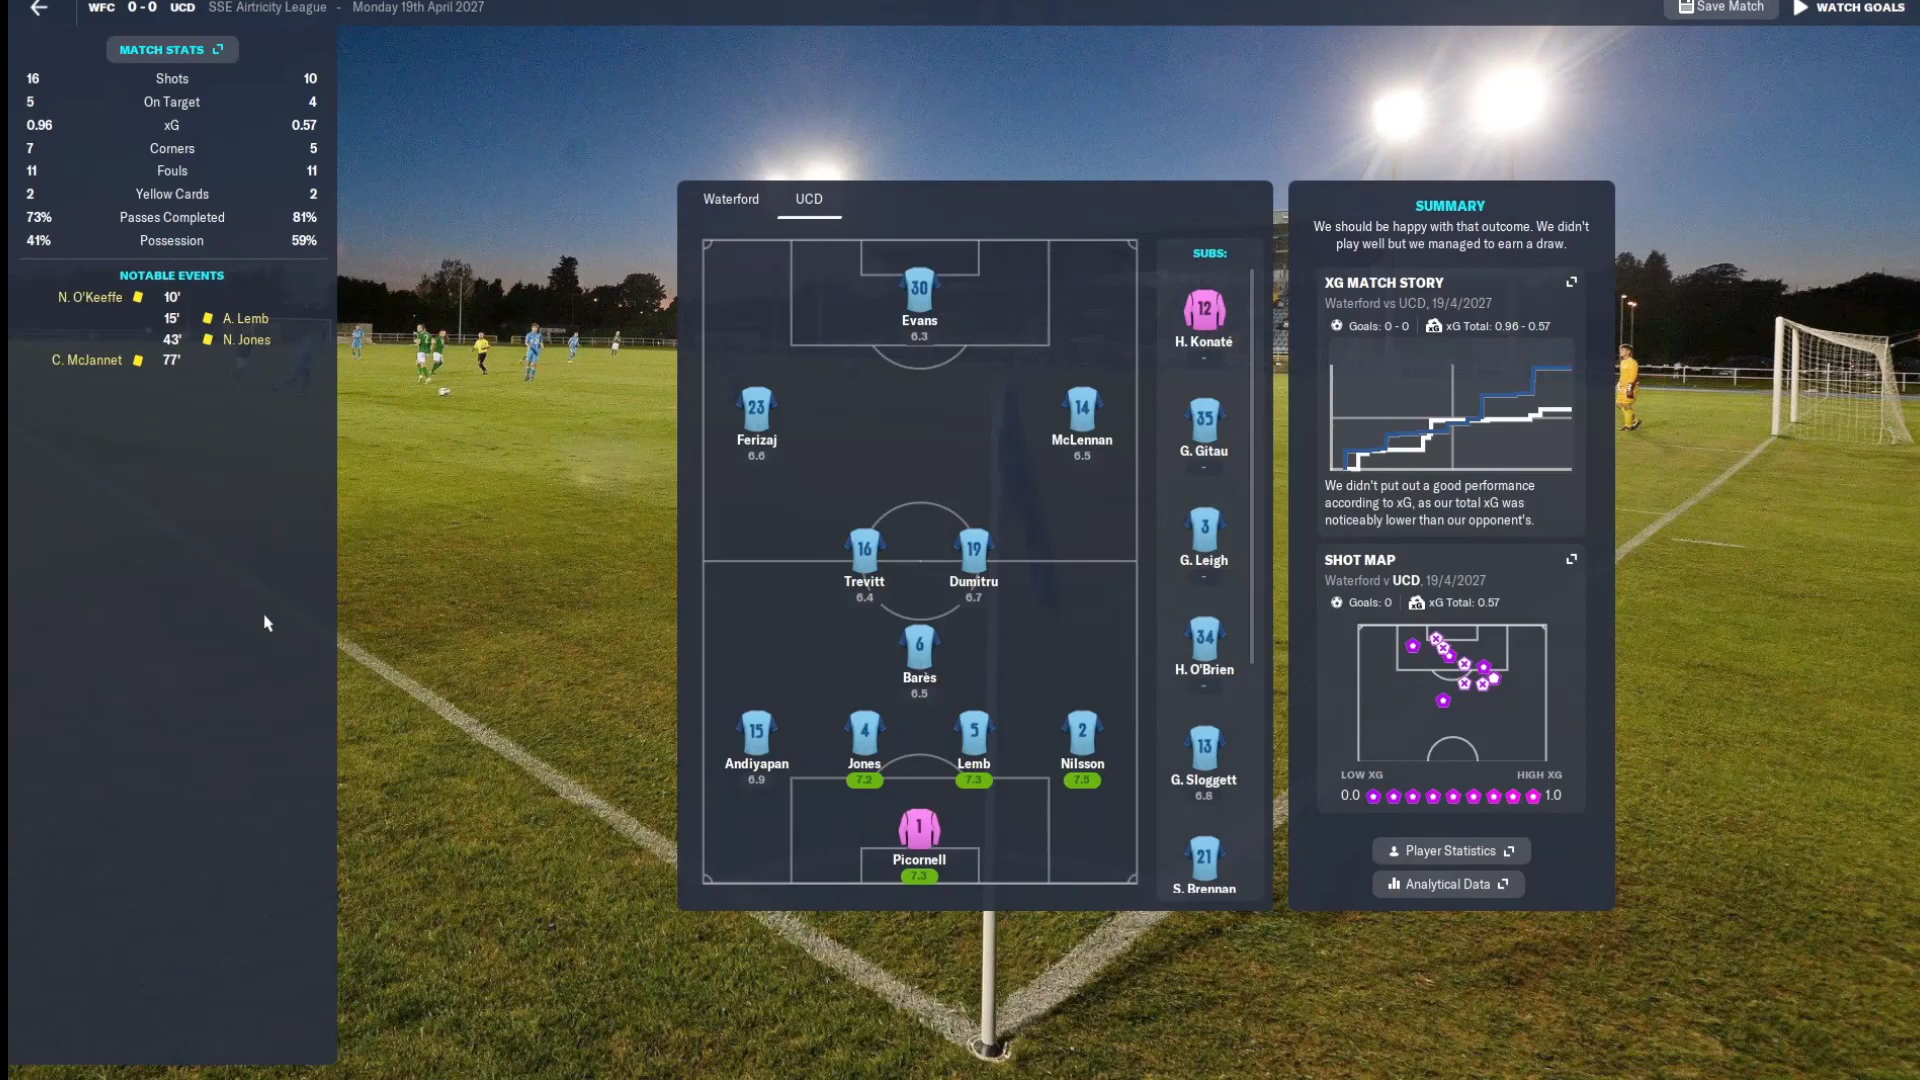 WFC 0 - 0 UCD SSE Airtricity League - Monday 19th April 2027
Save Match
WATCH GOALS
MATCH STATS
16 Shots 10
5 On Target 4
0.96 xG 0.57
7 Corners 5
11 Fouls 11
2 Yellow Cards 2
73% Passes Completed 81%
41% Possession 59%
NOTABLE EVENTS
N. O'Keeffe 10'
15' A. Lemb
43' N. Jones
C. McJannet 77'
Waterford UCD
30
Evans
6.3
23
Ferizaj
6.6
14
McLennan
6.5
16
Trevitt
6.4
19
Dumitru
6.7
6
Barès
6.5
15
Andiyapan
6.9
4
Jones
7.2
5
Lemb
7.3
2
Nilsson
7.5
1
Picornell
7.3
SUBS:
12
H. Konaté
-
35
G. Gitau
-
3
G. Leigh
-
34
H. O'Brien
-
13
G. Sloggett
6.8
21
S. Brennan
SUMMARY
We should be happy with that outcome. We didn't
play well but we managed to earn a draw.
XG MATCH STORY
Waterford vs UCD, 19/4/2027
Goals: 0 - 0 xG xG Total: 0.96 - 0.57
We didn't put out a good performance
according to xG, as our total xG was
noticeably lower than our opponent's.
SHOT MAP
Waterford v UCD, 19/4/2027
Goals: 0 xG xG Total: 0.57
LOW XG HIGH XG
0.0 1.0
Player Statistics
Analytical Data